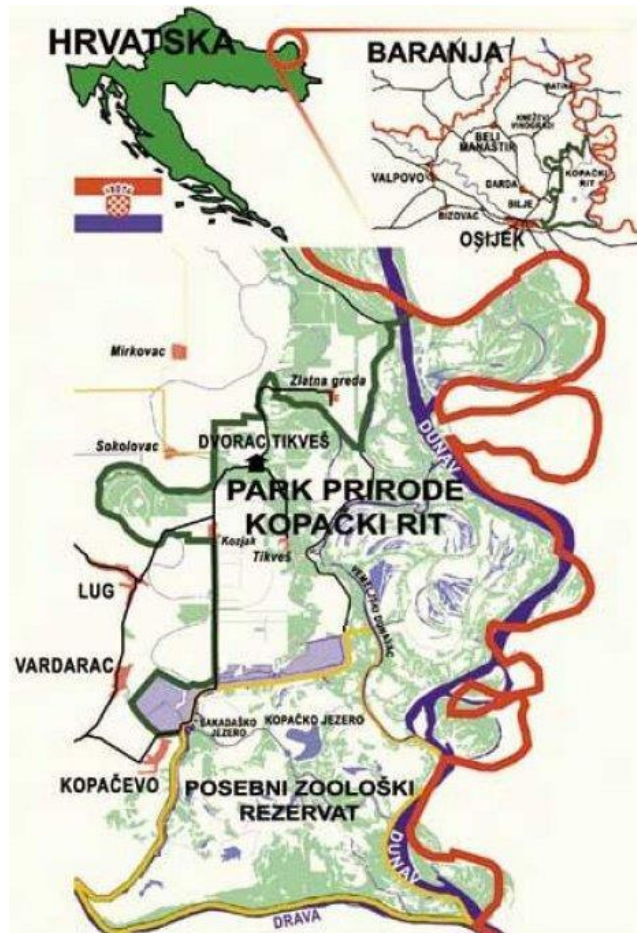 HRVATSKA
BARANJA
BATINA
KNEŽEVI
VINOGRADI
BELI
MANASTIR
KOPAČKI
RIT
VALPOVO
DARDA
BILJE
BIZOVAC
OSIJEK
Mirkovac
Zlatna greda
DUNAV
Sokolovac
DVORAC TIKVEŠ
PARK PRIRODE
KOPAČKI RIT
Kozjak
Tikveš
LUG
VEMELJSKI DUNAVAC
VARDARAC
SAKADAŠKO
JEZERO
KOPAČKO JEZERO
KOPAČEVO
POSEBNI ZOOLOŠKI
REZERVAT
DUNAV
DRAVA